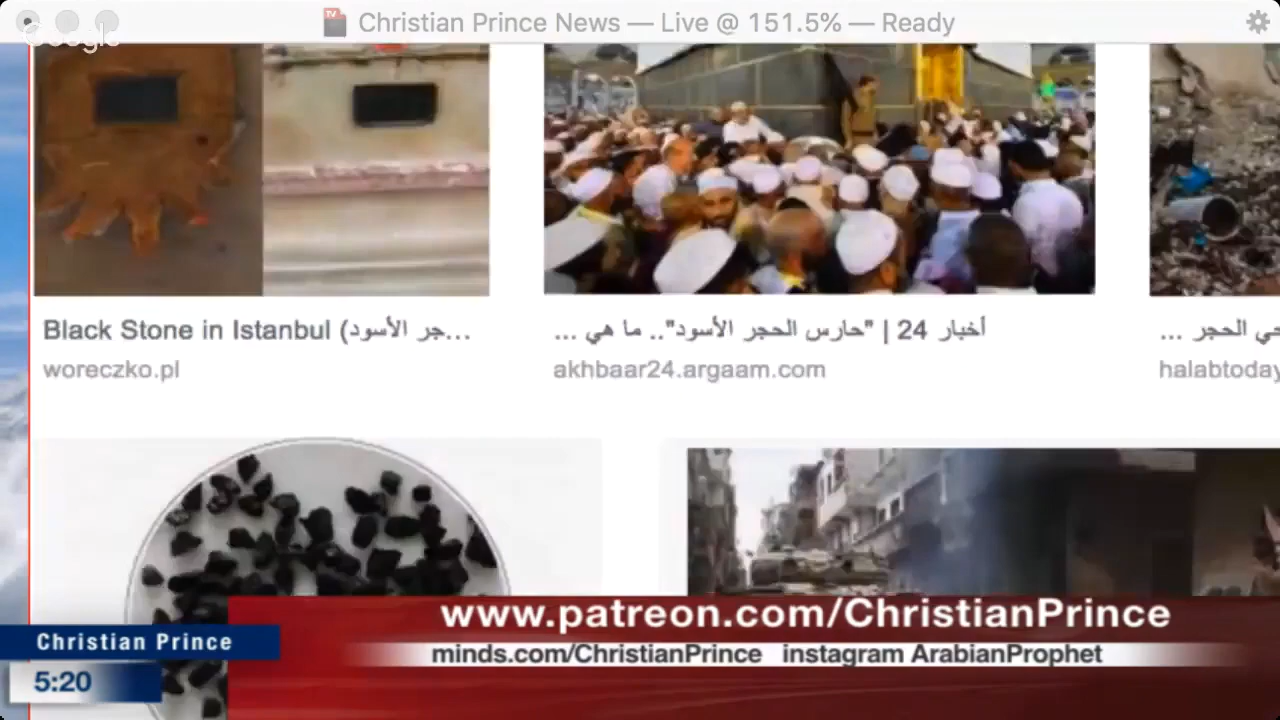 Christian Prince News — Live @ 151.5% — Ready
Google
Black Stone in Istanbul (جر الأسود...
woreczko.pl
أخبار 24 | "حارس الحجر الأسود".. ما هي ...
akhbaar24.argaam.com
حي الحجر ...
halabtoday
www.patreon.com/ChristianPrince
Christian Prince
minds.com/ChristianPrince instagram ArabianProphet
5:20